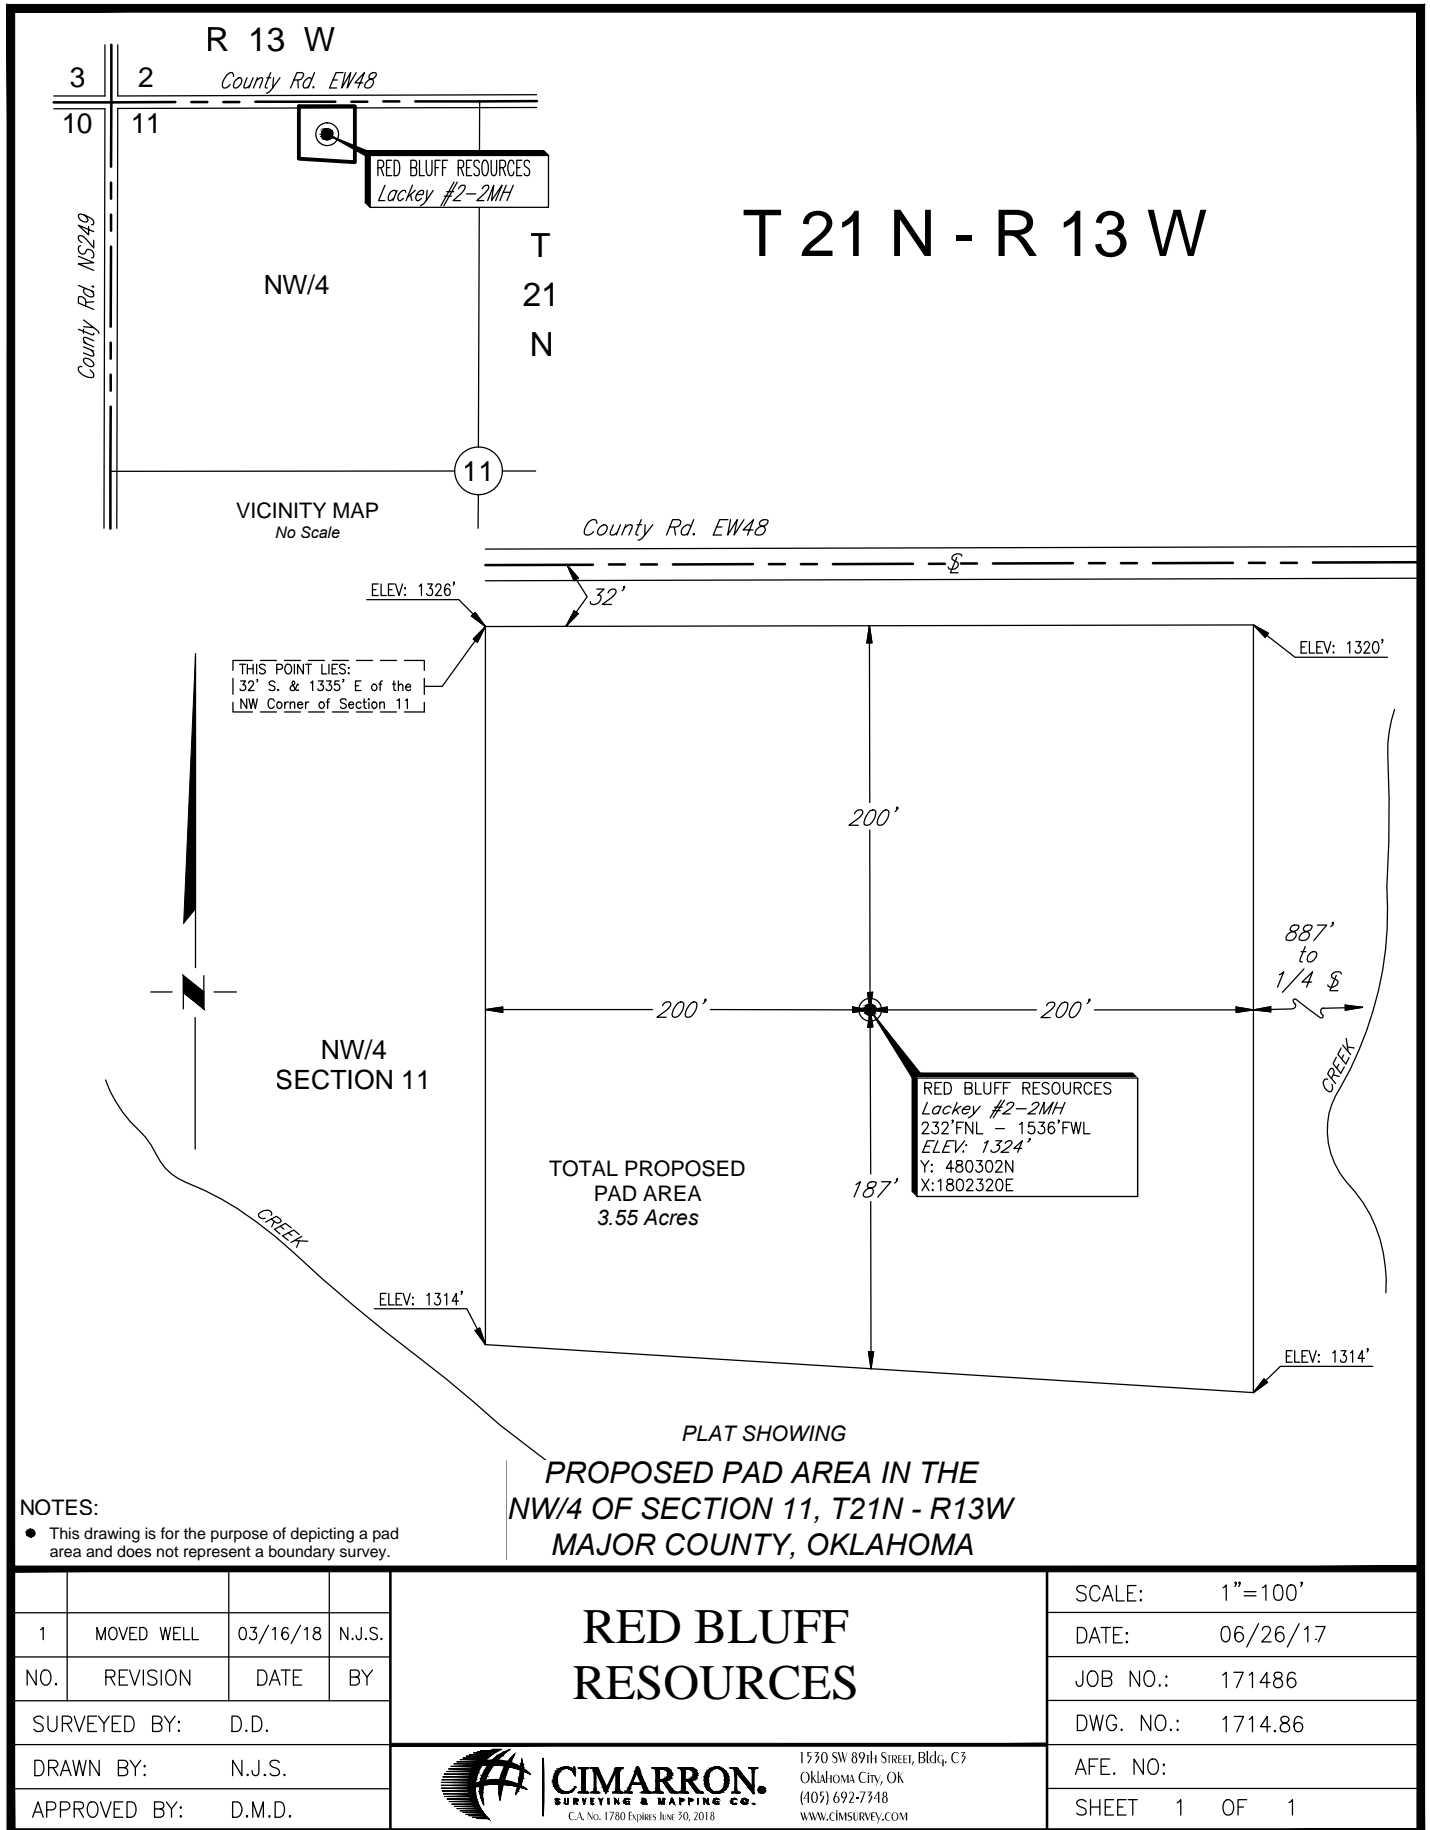 R 13 W
3 2
County Rd. EW48
10 11
RED BLUFF RESOURCES
Lackey #2-2MH
County Rd. NS249
T
21
N
NW/4
11
VICINITY MAP
No Scale
T 21 N - R 13 W
County Rd. EW48
32'
ELEV: 1326'
ELEV: 1320'
THIS POINT LIES:
32' S. & 1335' E of the
NW Corner of Section 11
200'
887'
to
1/4 ℄
200' 200'
N
NW/4
SECTION 11
CREEK
RED BLUFF RESOURCES
Lackey #2-2MH
232'FNL - 1536'FWL
ELEV: 1324'
Y: 480302N
X:1802320E
TOTAL PROPOSED
PAD AREA
3.55 Acres
187'
CREEK
ELEV: 1314'
ELEV: 1314'
PLAT SHOWING
PROPOSED PAD AREA IN THE
NW/4 OF SECTION 11, T21N - R13W
MAJOR COUNTY, OKLAHOMA
NOTES:
● This drawing is for the purpose of depicting a pad
area and does not represent a boundary survey.
1 MOVED WELL 03/16/18 N.J.S.
NO. REVISION DATE BY
SURVEYED BY: D.D.
DRAWN BY: N.J.S.
APPROVED BY: D.M.D.
RED BLUFF
RESOURCES
CIMARRON.
SURVEYING & MAPPING CO.
C.A. No. 1780 Expires June 30, 2018
1530 SW 89th Street, Bldg. C3
Oklahoma City, OK
(405) 692-7348
www.cimsurvey.com
SCALE: 1"=100'
DATE: 06/26/17
JOB NO.: 171486
DWG. NO.: 1714.86
AFE. NO:
SHEET 1 OF 1